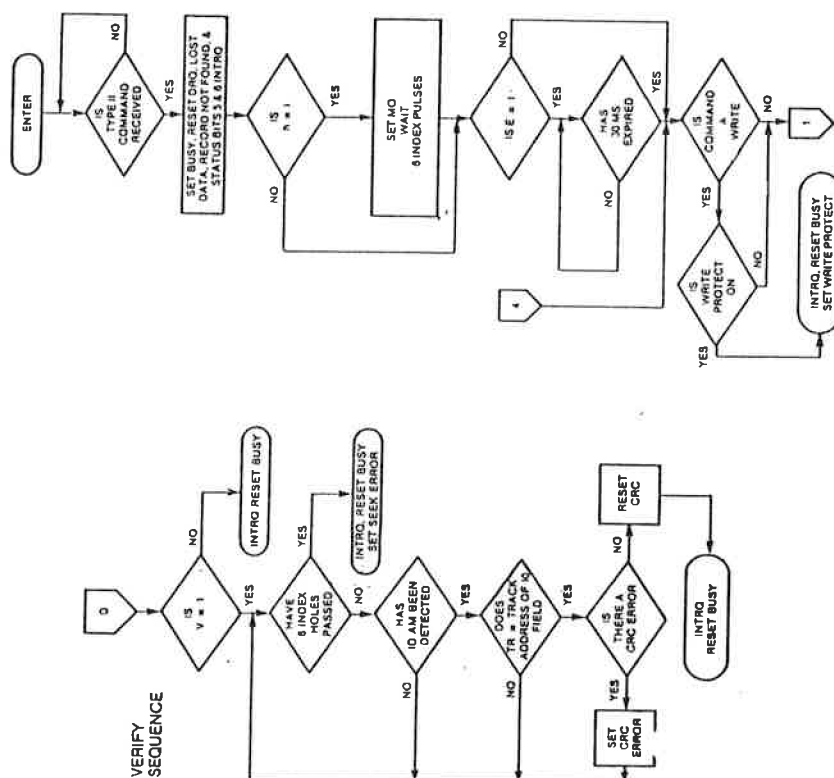 VERIFY
SEQUENCE
D
IS
V = 1
NO
INTRQ RESET BUSY
YES
HAVE
6 INDEX
HOLES
PASSED
YES
INTRQ, RESET BUSY
SET SEEK ERROR
NO
HAS
ID AM BEEN
DETECTED
NO
YES
DOES
TR = TRACK
ADDRESS OF ID
FIELD
NO
YES
IS
THERE A
CRC ERROR
YES
NO
SET
CRC
ERROR
RESET
CRC
INTRQ
RESET BUSY
ENTER
IS
TYPE II
COMMAND
RECEIVED
NO
YES
SET BUSY, RESET DRQ, LOST
DATA, RECORD NOT FOUND, &
STATUS BITS 5 & 6 INTRQ
IS
h = 1
NO
YES
SET MO
WAIT
6 INDEX PULSES
IS E = 1
NO
YES
HAS
30 MS
EXPIRED
NO
YES
4
IS
COMMAND
A
WRITE
NO
YES
IS
WRITE
PROTECT
ON
NO
YES
INTRQ, RESET BUSY
SET WRITE PROTECT
1